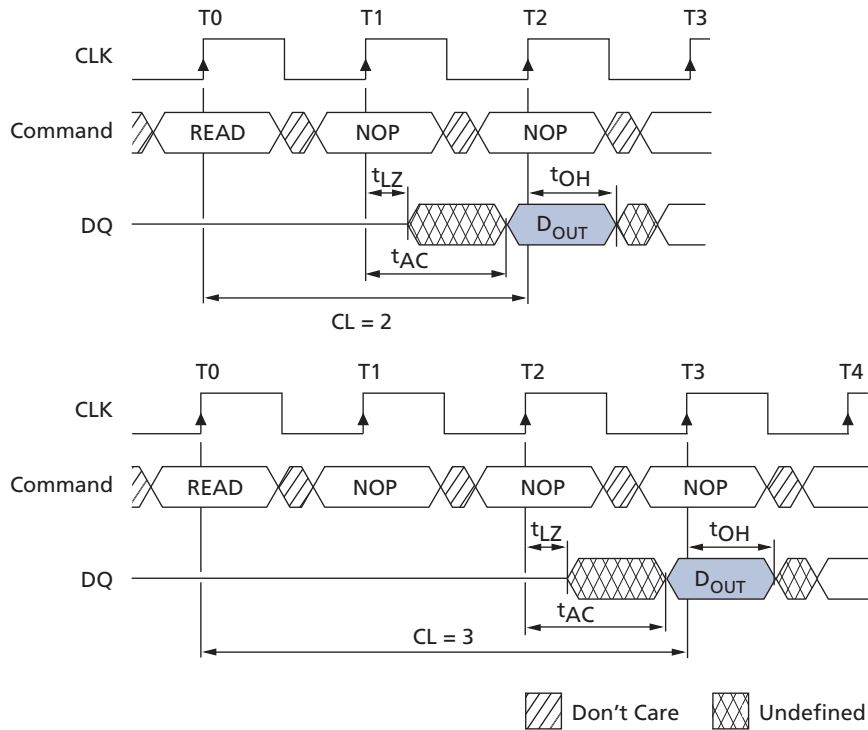 T0 T1 T2 T3
CLK
Command READ NOP NOP
tLZ tOH
DQ DOUT
tAC
CL = 2
T0 T1 T2 T3 T4
CLK
Command READ NOP NOP NOP
tLZ tOH
DQ DOUT
tAC
CL = 3
Don't Care Undefined